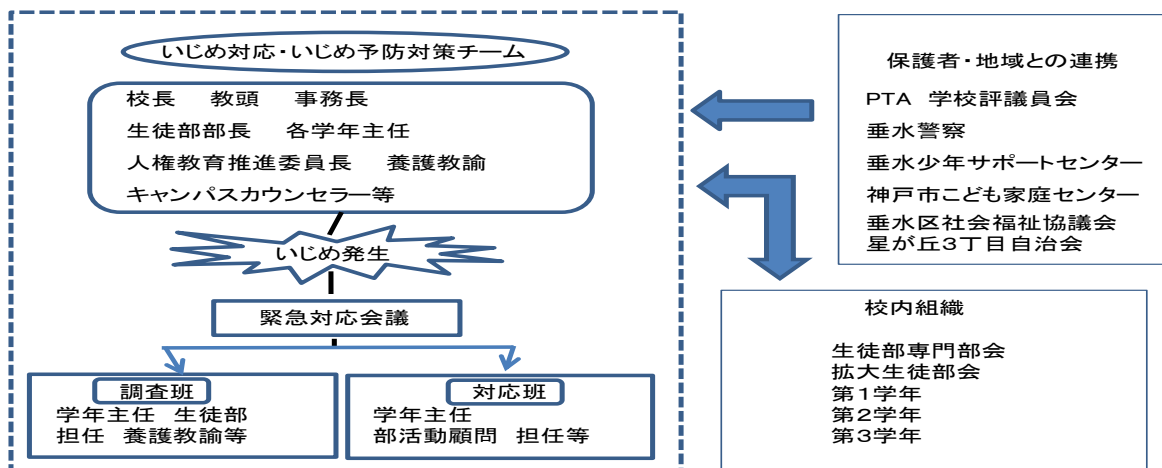 いじめ対応・いじめ予防対策チーム
校長 教頭 事務長
生徒部部長 各学年主任
人権教育推進委員長 養護教諭
キャンパスカウンセラー等
いじめ発生
緊急対応会議
調査班
学年主任 生徒部
担任 養護教諭等
対応班
学年主任
部活動顧問 担任等
保護者・地域との連携
PTA 学校評議員会
垂水警察
垂水少年サポートセンター
神戸市こども家庭センター
垂水区社会福祉協議会
星が丘3丁目自治会
校内組織
生徒部専門部会
拡大生徒部会
第1学年
第2学年
第3学年